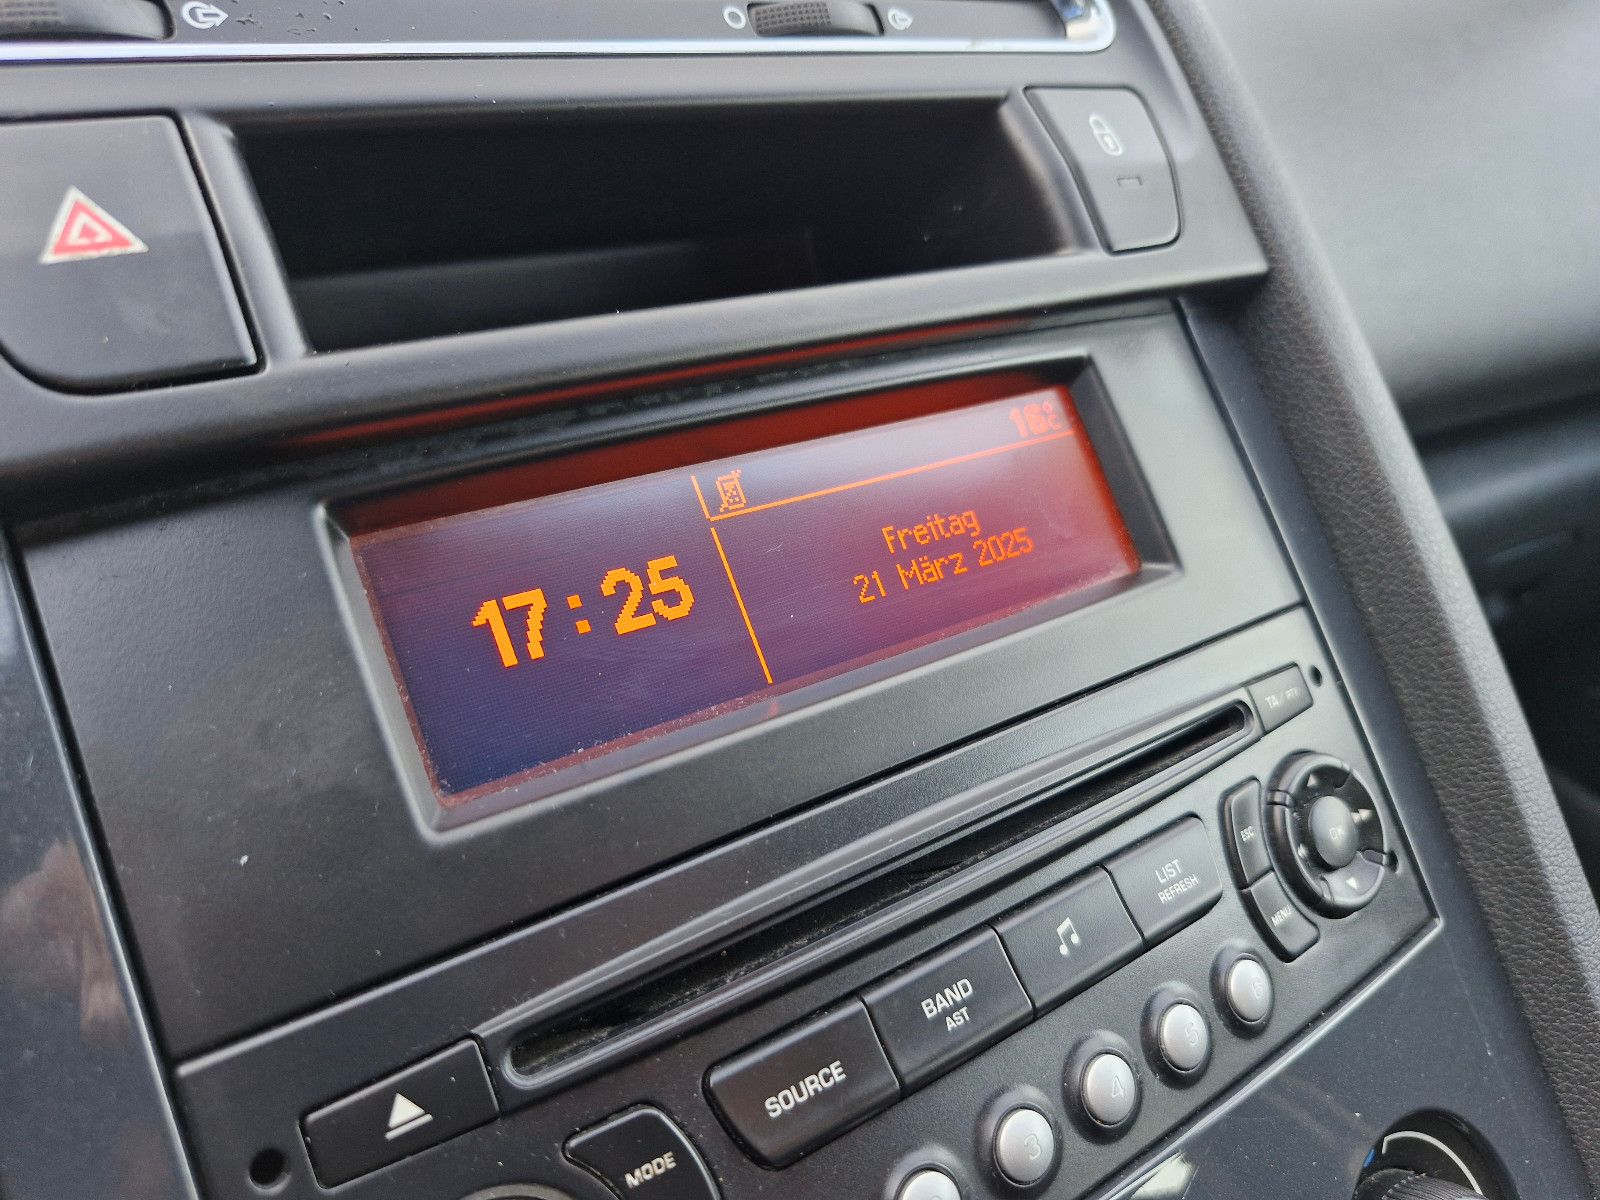 16°C
17:25
Freitag
21 März 2025
TA / PTY
ESC
OK
LIST
REFRESH
MENU
BAND
AST
SOURCE
MODE
6
5
4
3